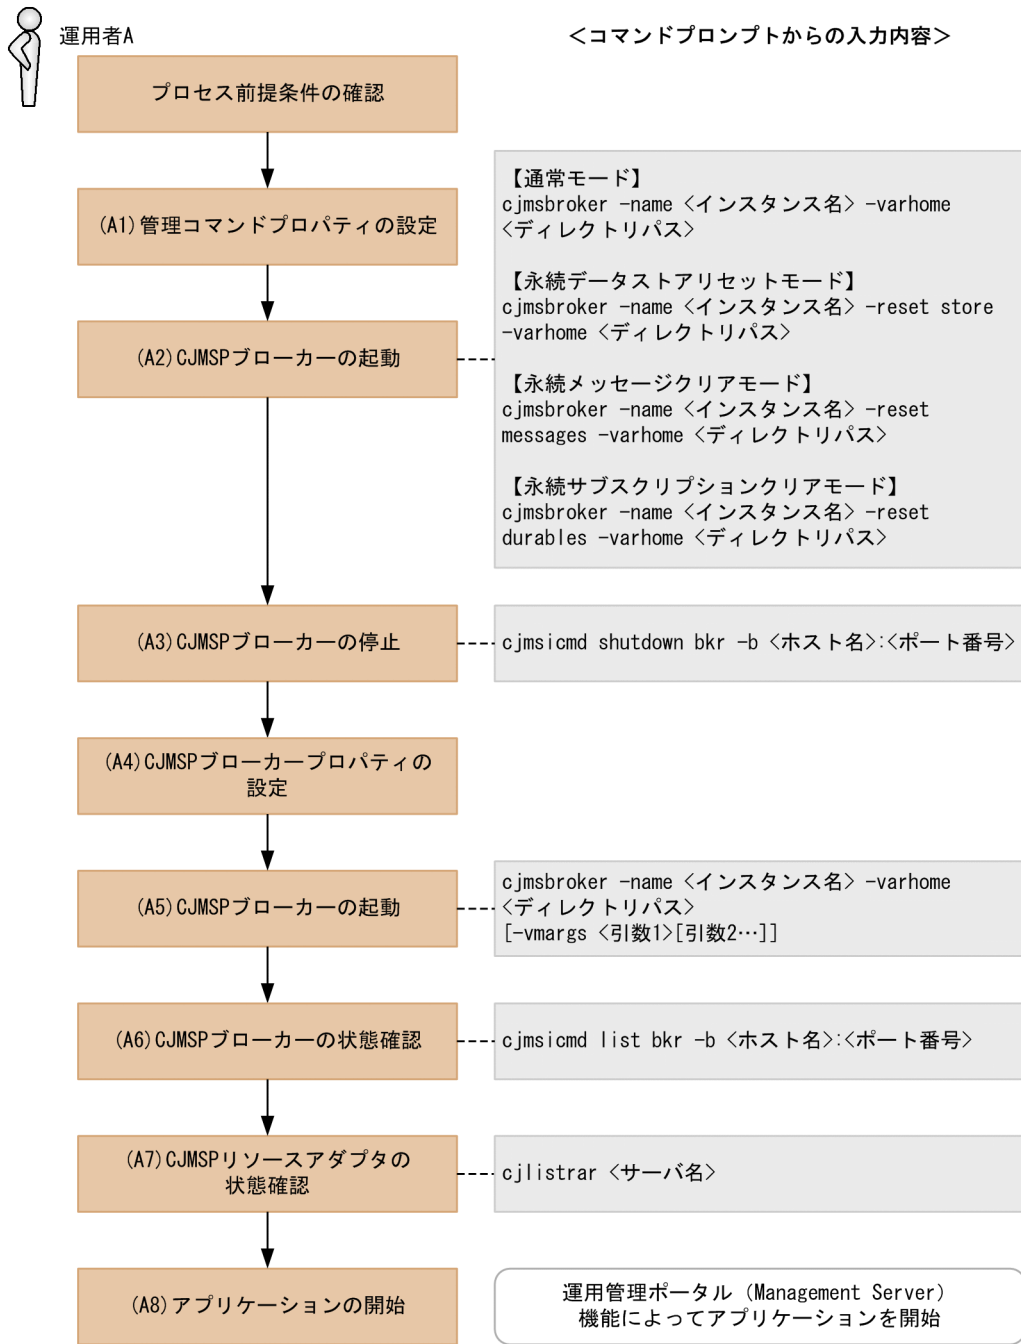 運用者A
＜コマンドプロンプトからの入力内容＞
プロセス前提条件の確認
(A1)管理コマンドプロパティの設定
(A2)CJMSPブローカーの起動
【通常モード】
cjmsbroker -name <インスタンス名> -varhome
<ディレクトリパス>
【永続データストアリセットモード】
cjmsbroker -name <インスタンス名> -reset store
-varhome <ディレクトリパス>
【永続メッセージクリアモード】
cjmsbroker -name <インスタンス名> -reset
messages -varhome <ディレクトリパス>
【永続サブスクリプションクリアモード】
cjmsbroker -name <インスタンス名> -reset
durables -varhome <ディレクトリパス>
(A3)CJMSPブローカーの停止
cjmsicmd shutdown bkr -b <ホスト名>:<ポート番号>
(A4)CJMSPブローカープロパティの
設定
(A5)CJMSPブローカーの起動
cjmsbroker -name <インスタンス名> -varhome
<ディレクトリパス>
[-vmargs <引数1>[引数2…]]
(A6)CJMSPブローカーの状態確認
cjmsicmd list bkr -b <ホスト名>:<ポート番号>
(A7)CJMSPリソースアダプタの
状態確認
cjlistrar <サーバ名>
(A8)アプリケーションの開始
運用管理ポータル（Management Server）
機能によってアプリケーションを開始